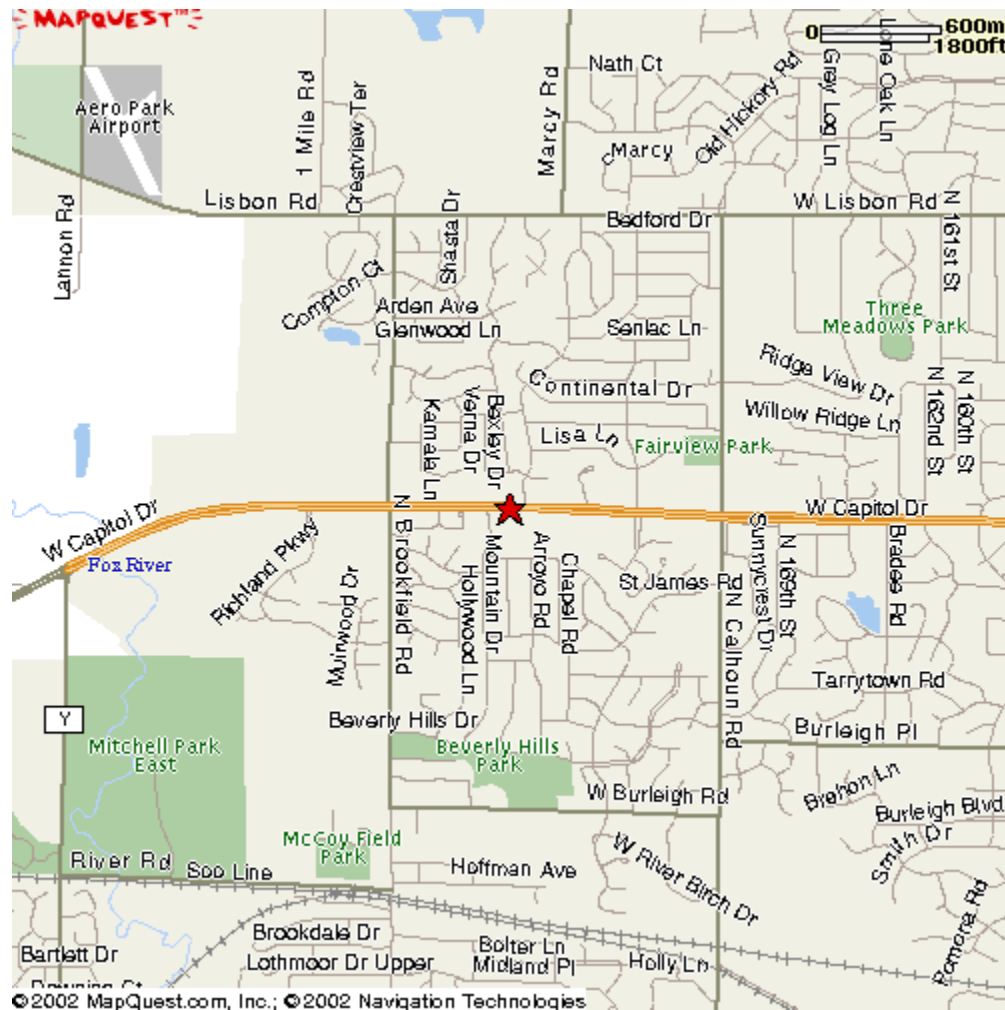 MAPQUEST™
0 600m
1800ft
Aero Park
Airport
1 Mile Rd
Crestview Ter
Marcy Rd
Nath Ct
Marcy
Old Hickory Rd
Gray Log Ln
Lone Oak Ln
Lannon Rd
Lisbon Rd
Shasta Dr
Bedford Dr
W Lisbon Rd
N 161st St
Compton Ct
Arden Ave
Glenwood Ln
Senlac Ln
Three
Meadows Park
Ridge View Dr
Continental Dr
Willow Ridge Ln
N 162nd St
N 160th St
Kamala Ln
Verna Dr
Bexley Dr
Lisa Ln
Fairview Park
W Capitol Dr
W Capitol Dr
Fox River
Richland Pkwy
Muirwood Dr
N Brookfield Rd
Hollywood Ln
Mountain Dr
Arroyo Rd
Chapel Rd
St James Rd
N Calhoun Rd
Sunnycrest Dr
N 169th St
Bradee Rd
Tarrytown Rd
Y
Beverly Hills Dr
Burleigh Pl
Mitchell Park
East
Beverly Hills
Park
W Burleigh Rd
Brehon Ln
Burleigh Blvd
Smith Dr
McCoy Field
Park
River Rd
Soo Line
Hoffman Ave
W River Birch Dr
Pomona Rd
Bartlett Dr
Brookdale Dr
Lothmoor Dr Upper
Bolter Ln
Midland Pl
Holly Ln
Downing Ct
©2002 MapQuest.com, Inc.; ©2002 Navigation Technologies